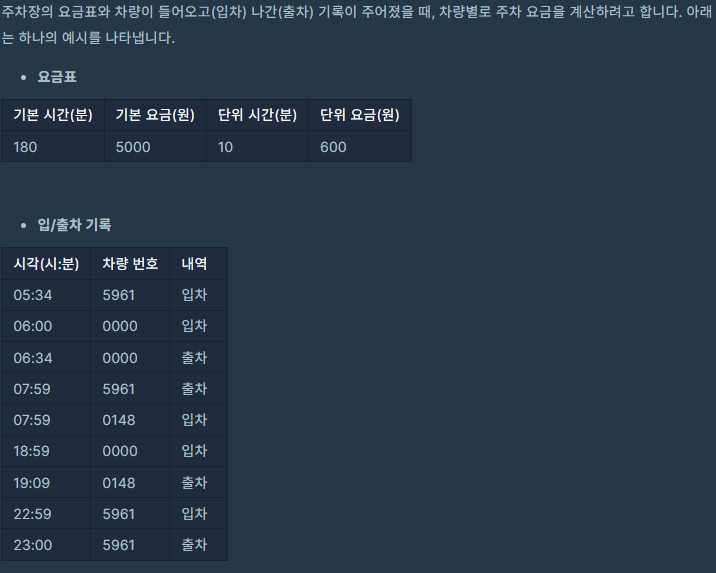 주차장의 요금표와 차량이 들어오고(입차) 나간(출차) 기록이 주어졌을 때, 차량별로 주차 요금을 계산하려고 합니다. 아래
는 하나의 예시를 나타냅니다.
• 요금표
기본 시간(분) 기본 요금(원) 단위 시간(분) 단위 요금(원)
180 5000 10 600
• 입/출차 기록
시각(시:분) 차량 번호 내역
05:34 5961 입차
06:00 0000 입차
06:34 0000 출차
07:59 5961 출차
07:59 0148 입차
18:59 0000 입차
19:09 0148 출차
22:59 5961 입차
23:00 5961 출차